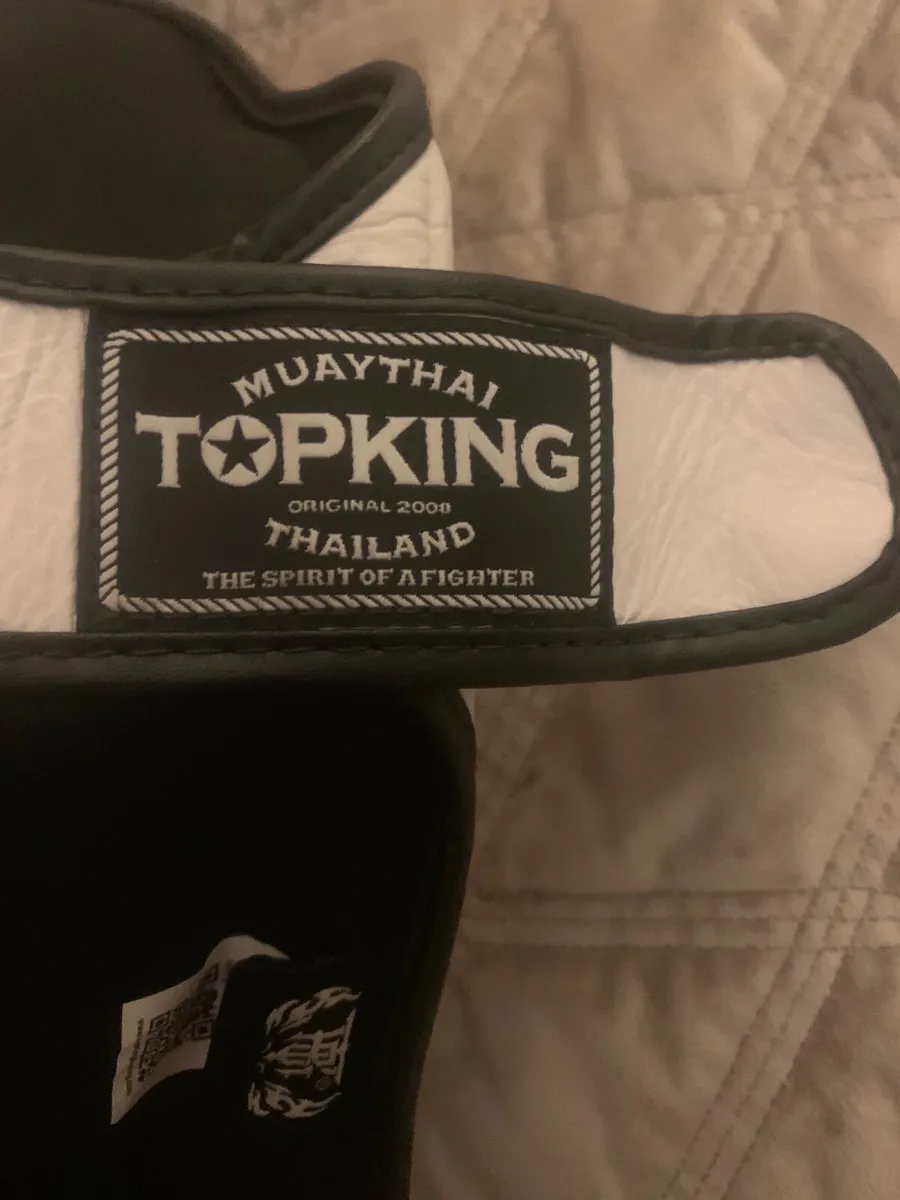 MUAYTHAI
TOPKING
ORIGINAL 2008
THAILAND
THE SPIRIT OF A FIGHTER